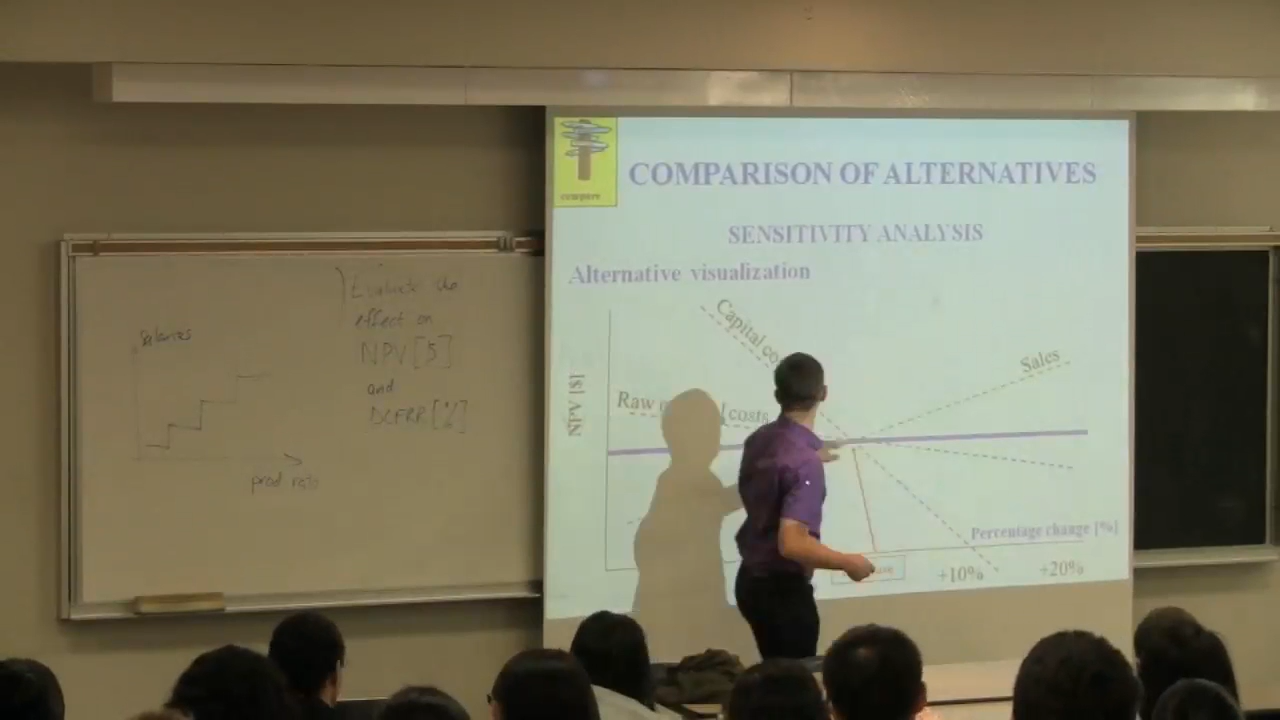 salaries
prod rate
Evaluate the
effect on
NPV[$]
and
DCFRR[%]
compare
COMPARISON OF ALTERNATIVES
SENSITIVITY ANALYSIS
Alternative visualization
Capital co
Sales
Raw m l costs
NPV [$]
Percentage change [%]
+10%
+20%